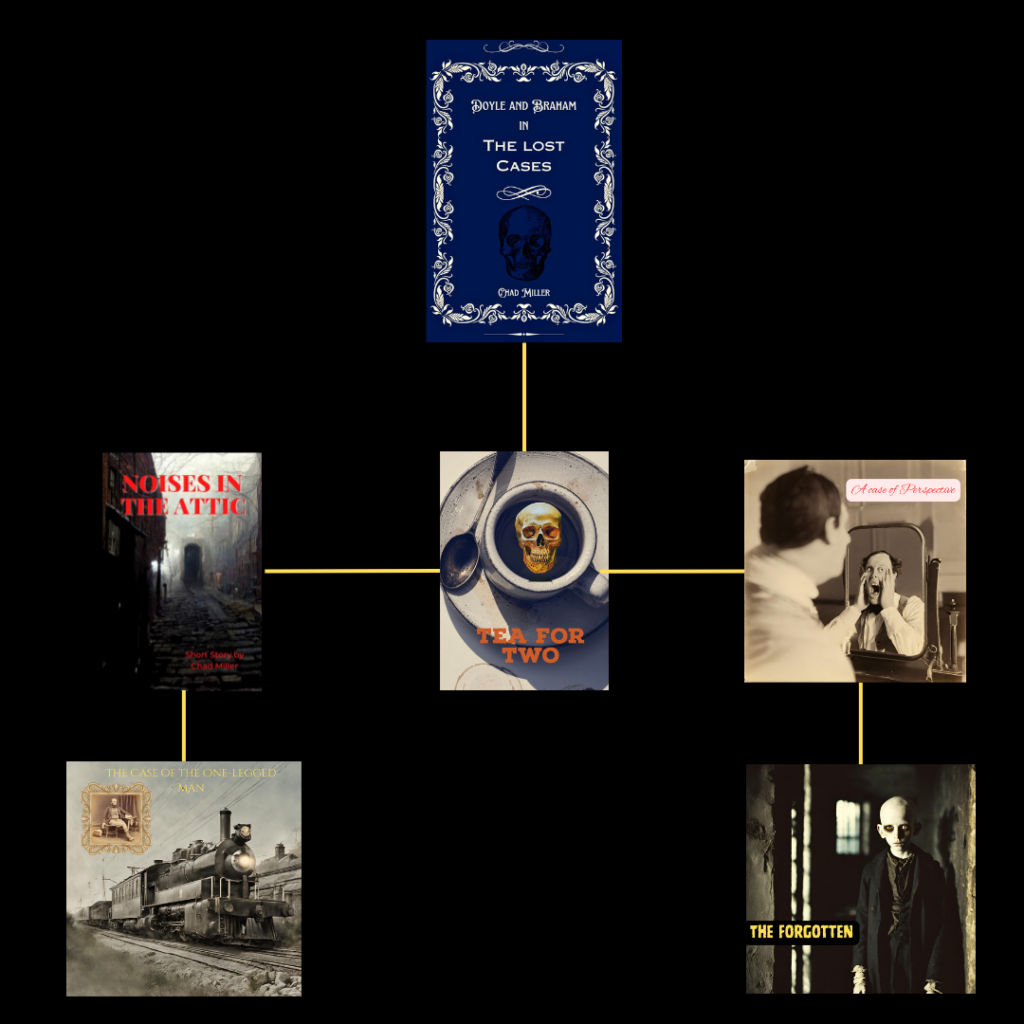 Doyle and Braham
in
The Lost
Cases
Chad Miller
NOISES IN
THE ATTIC
Short Story by
Chad Miller
TEA FOR
TWO
A case of Perspective
THE CASE OF THE ONE LEGGED
MAN
THE FORGOTTEN